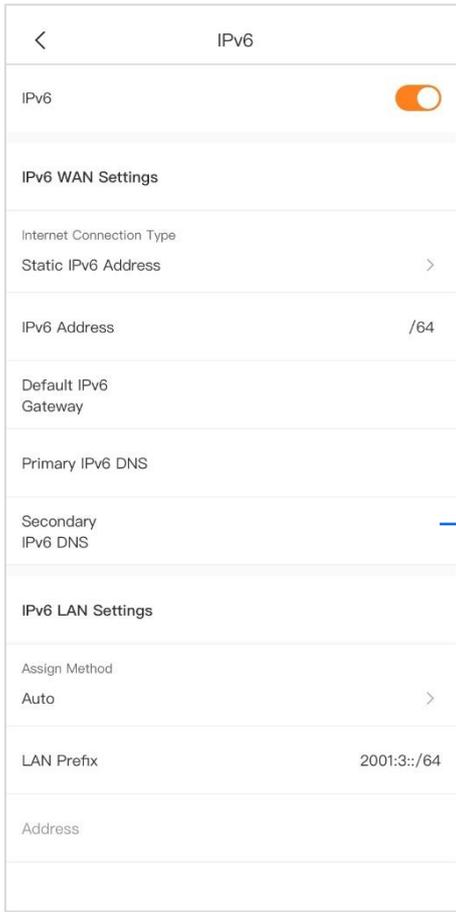 IPv6
IPv6
IPv6 WAN Settings
Internet Connection Type
Static IPv6 Address
IPv6 Address /64
Default IPv6
Gateway
Primary IPv6 DNS
Secondary
IPv6 DNS
IPv6 LAN Settings
Assign Method
Auto
LAN Prefix 2001:3::/64
Address